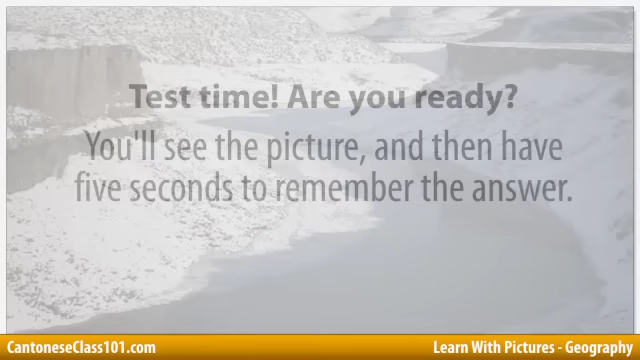 Test time! Are you ready?
You'll see the picture, and then have
five seconds to remember the answer.
CantoneseClass101.com
Learn With Pictures - Geography